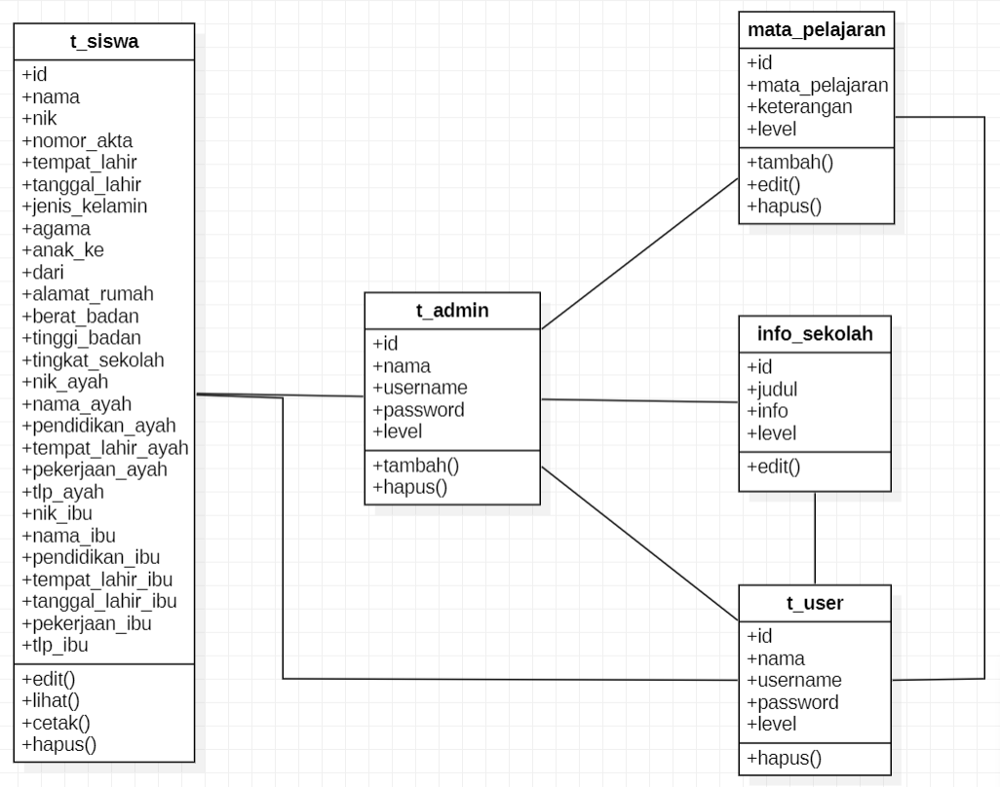 t_siswa
+id
+nama
+nik
+nomor_akta
+tempat_lahir
+tanggal_lahir
+jenis_kelamin
+agama
+anak_ke
+dari
+alamat_rumah
+berat_badan
+tinggi_badan
+tingkat_sekolah
+nik_ayah
+nama_ayah
+pendidikan_ayah
+tempat_lahir_ayah
+pekerjaan_ayah
+tlp_ayah
+nik_ibu
+nama_ibu
+pendidikan_ibu
+tempat_lahir_ibu
+tanggal_lahir_ibu
+pekerjaan_ibu
+tlp_ibu
+edit()
+lihat()
+cetak()
+hapus()
t_admin
+id
+nama
+username
+password
+level
+tambah()
+hapus()
mata_pelajaran
+id
+mata_pelajaran
+keterangan
+level
+tambah()
+edit()
+hapus()
info_sekolah
+id
+judul
+info
+level
+edit()
t_user
+id
+nama
+username
+password
+level
+hapus()